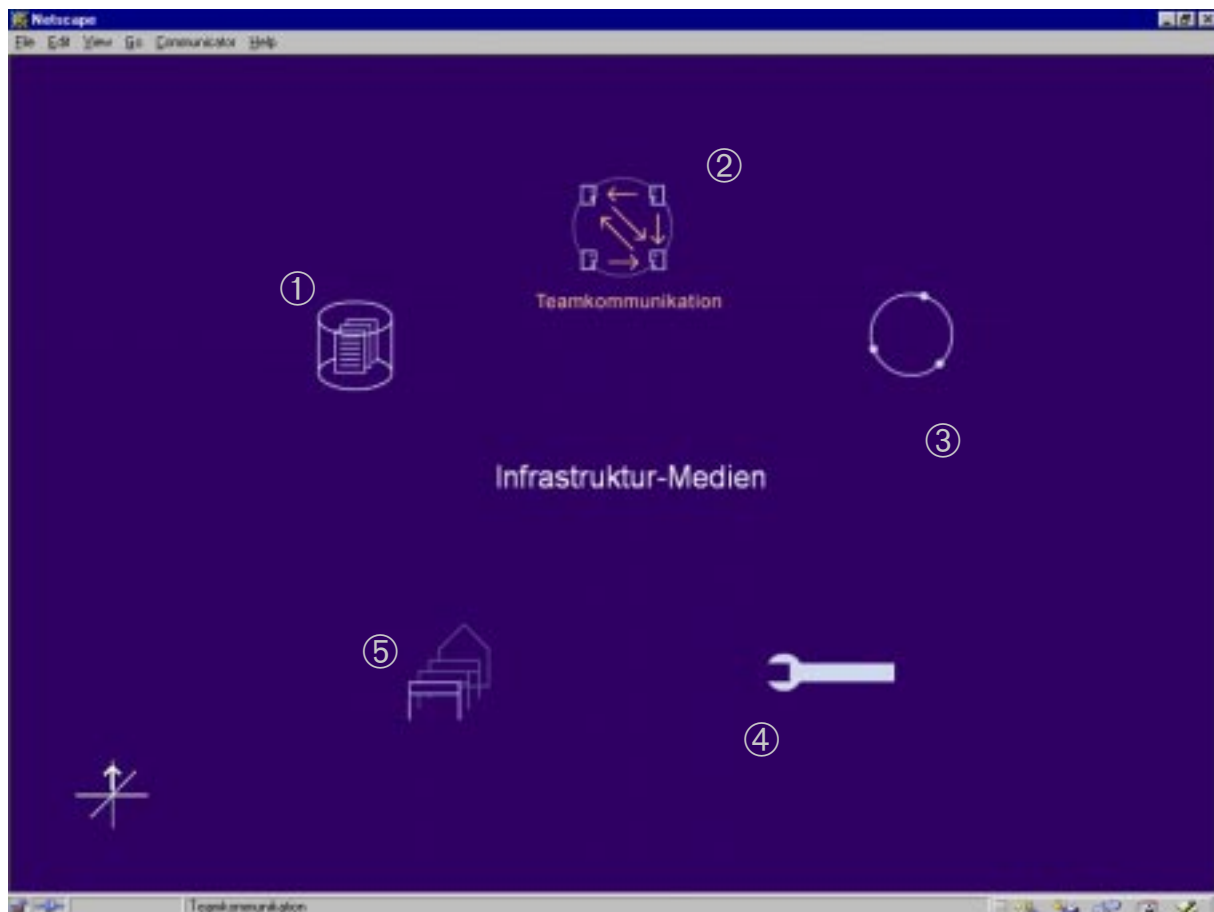 Netscape
File Edit View Go Communicator Help
②
①
Teamkommunikation
③
Infrastruktur-Medien
⑤
④
Teamkommunikation